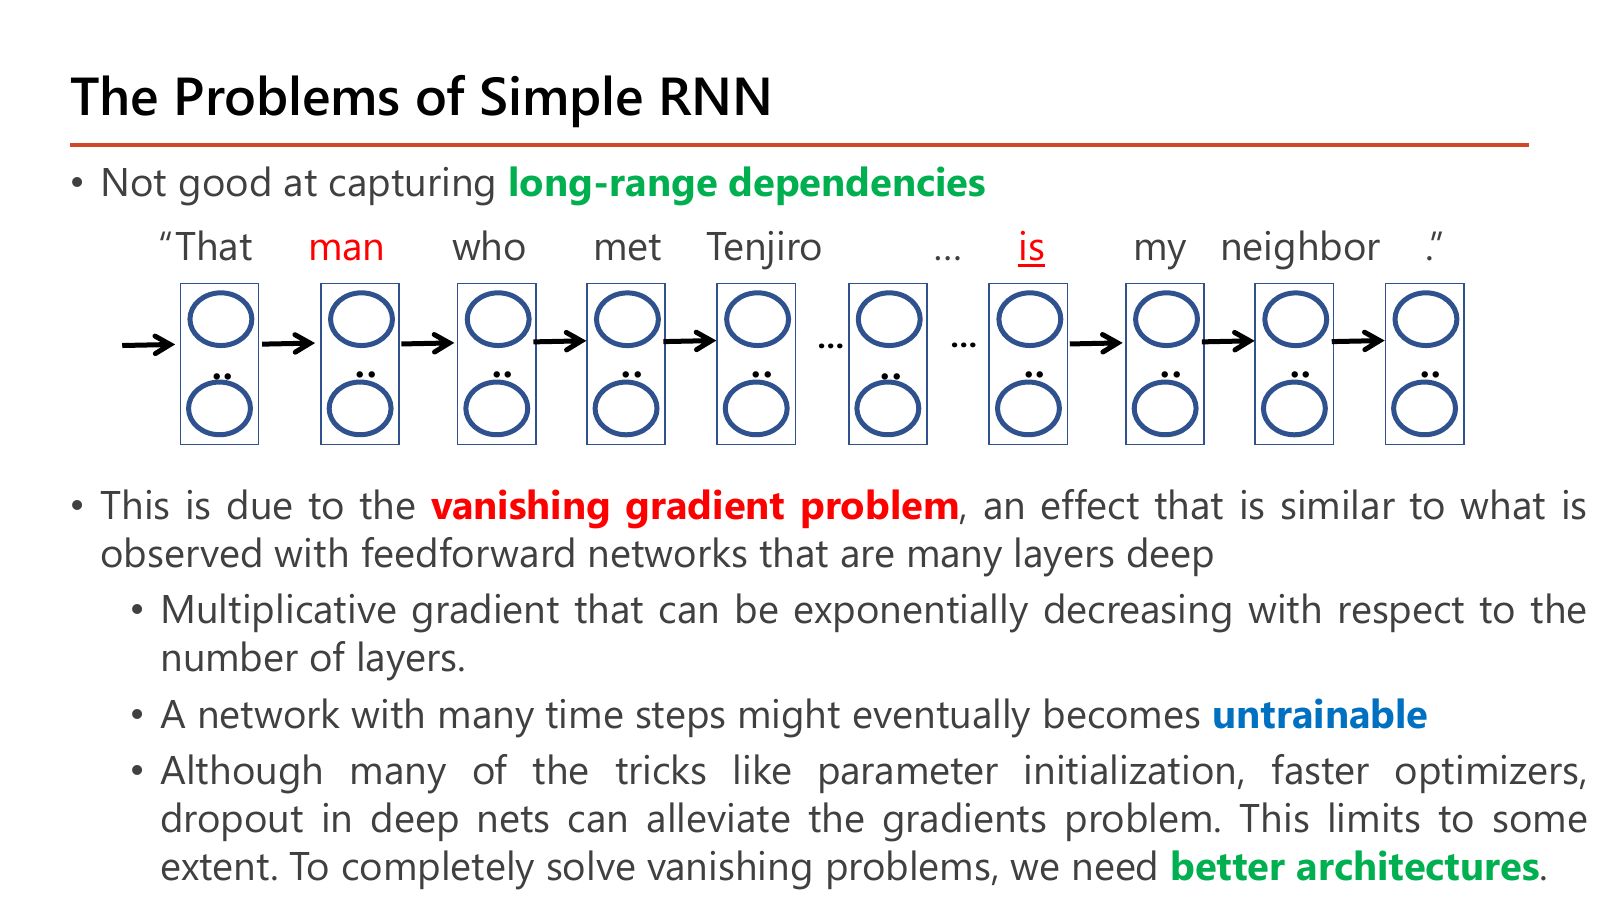 The Problems of Simple RNN
• Not good at capturing long-range dependencies
“That man who met Tenjiro … is my neighbor .”
... ...
• This is due to the vanishing gradient problem, an effect that is similar to what is
observed with feedforward networks that are many layers deep
• Multiplicative gradient that can be exponentially decreasing with respect to the
number of layers.
• A network with many time steps might eventually becomes untrainable
• Although many of the tricks like parameter initialization, faster optimizers,
dropout in deep nets can alleviate the gradients problem. This limits to some
extent. To completely solve vanishing problems, we need better architectures.